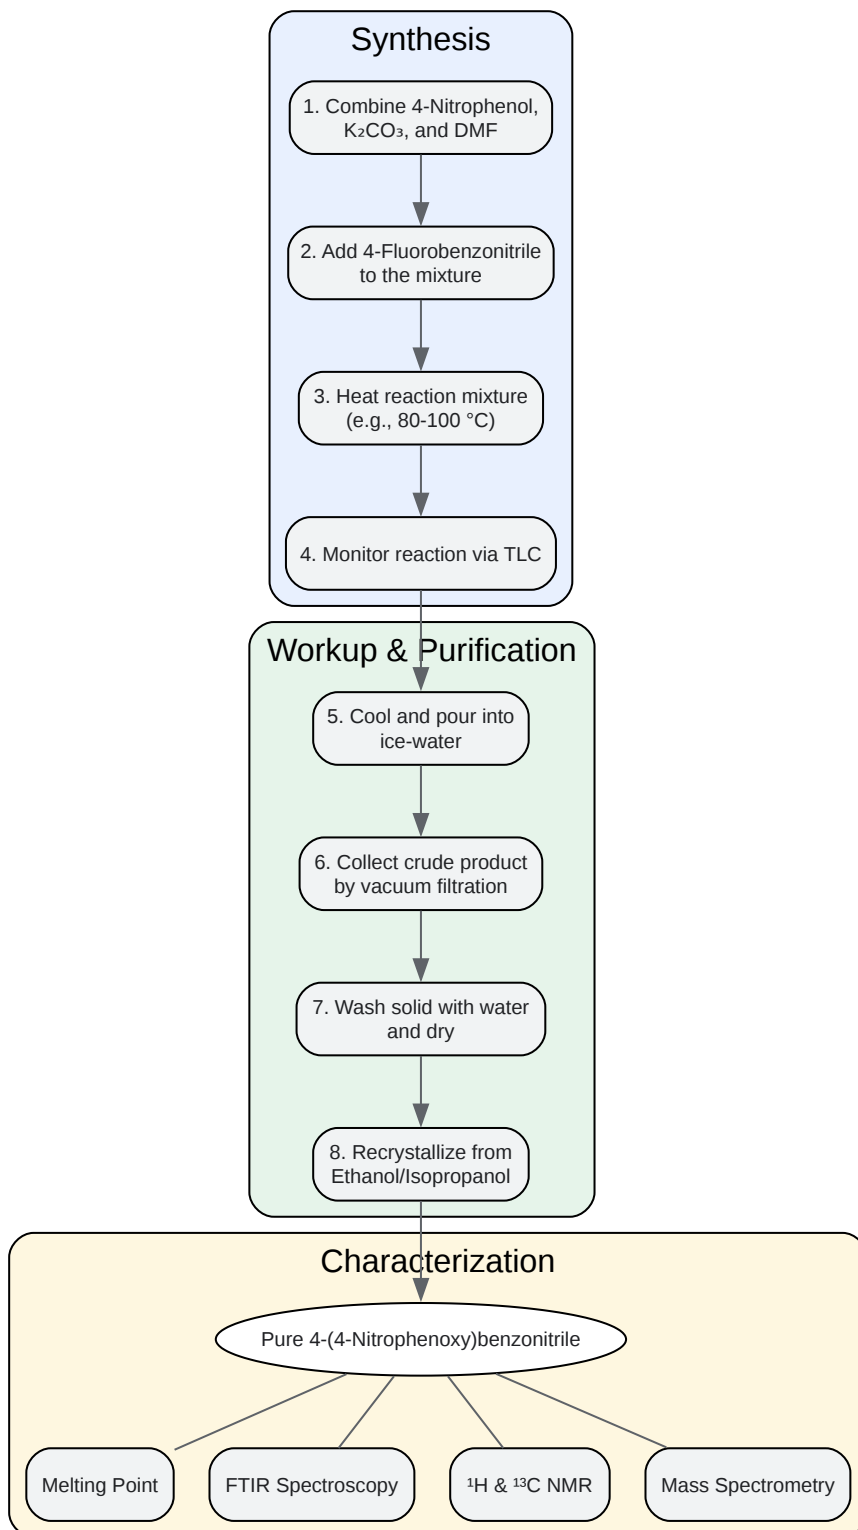 Synthesis
1. Combine 4-Nitrophenol,
K₂CO₃, and DMF
2. Add 4-Fluorobenzonitrile
to the mixture
3. Heat reaction mixture
(e.g., 80-100 °C)
4. Monitor reaction via TLC
Workup & Purification
5. Cool and pour into
ice-water
6. Collect crude product
by vacuum filtration
7. Wash solid with water
and dry
8. Recrystallize from
Ethanol/Isopropanol
Characterization
Pure 4-(4-Nitrophenoxy)benzonitrile
Melting Point
FTIR Spectroscopy
¹H & ¹³C NMR
Mass Spectrometry